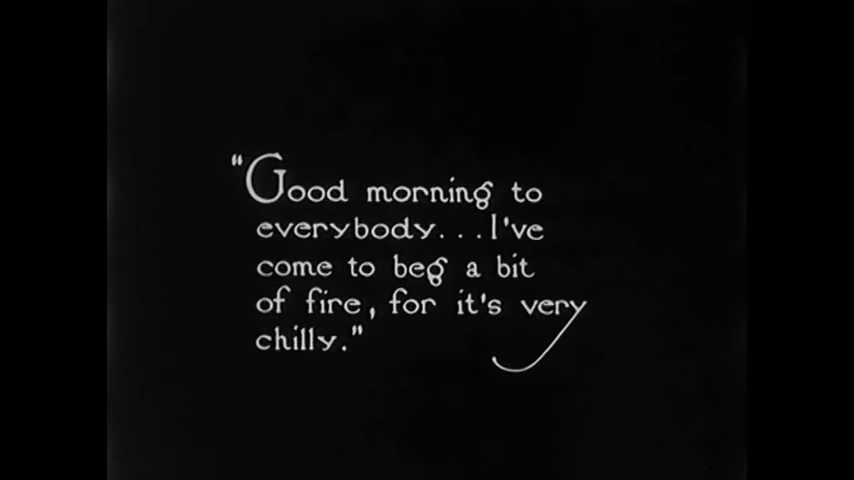 "Good morning to
everybody...I've
come to beg a bit
of fire, for it's very
chilly."